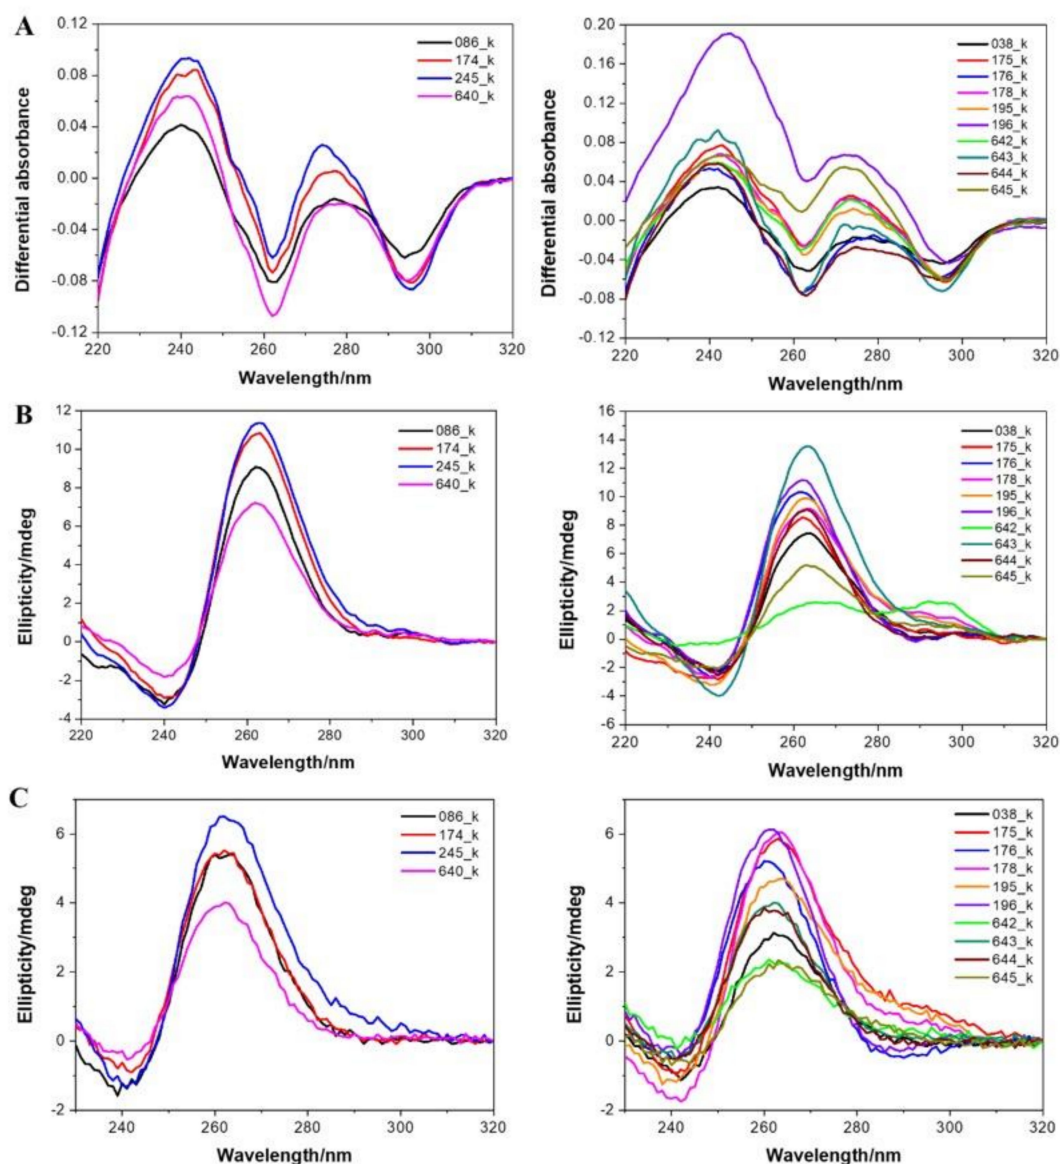 A
Differential absorbance
0.12
0.08
0.04
0.00
-0.04
-0.08
-0.12
220 240 260 280 300 320
Wavelength/nm
086_k
174_k
245_k
640_k
Differential absorbance
0.20
0.16
0.12
0.08
0.04
0.00
-0.04
-0.08
-0.12
220 240 260 280 300 320
Wavelength/nm
038_k
175_k
176_k
178_k
195_k
196_k
642_k
643_k
644_k
645_k
B
Ellipticity/mdeg
12
10
8
6
4
2
0
-2
-4
220 240 260 280 300 320
Wavelength/nm
086_k
174_k
245_k
640_k
Ellipticity/mdeg
16
14
12
10
8
6
4
2
0
-2
-4
-6
220 240 260 280 300 320
Wavelength/nm
038_k
175_k
176_k
178_k
195_k
196_k
642_k
643_k
644_k
645_k
C
Ellipticity/mdeg
6
4
2
0
-2
240 260 280 300 320
Wavelength/nm
086_k
174_k
245_k
640_k
Ellipticity/mdeg
6
4
2
0
-2
240 260 280 300 320
Wavelength/nm
038_k
175_k
176_k
178_k
195_k
196_k
642_k
643_k
644_k
645_k